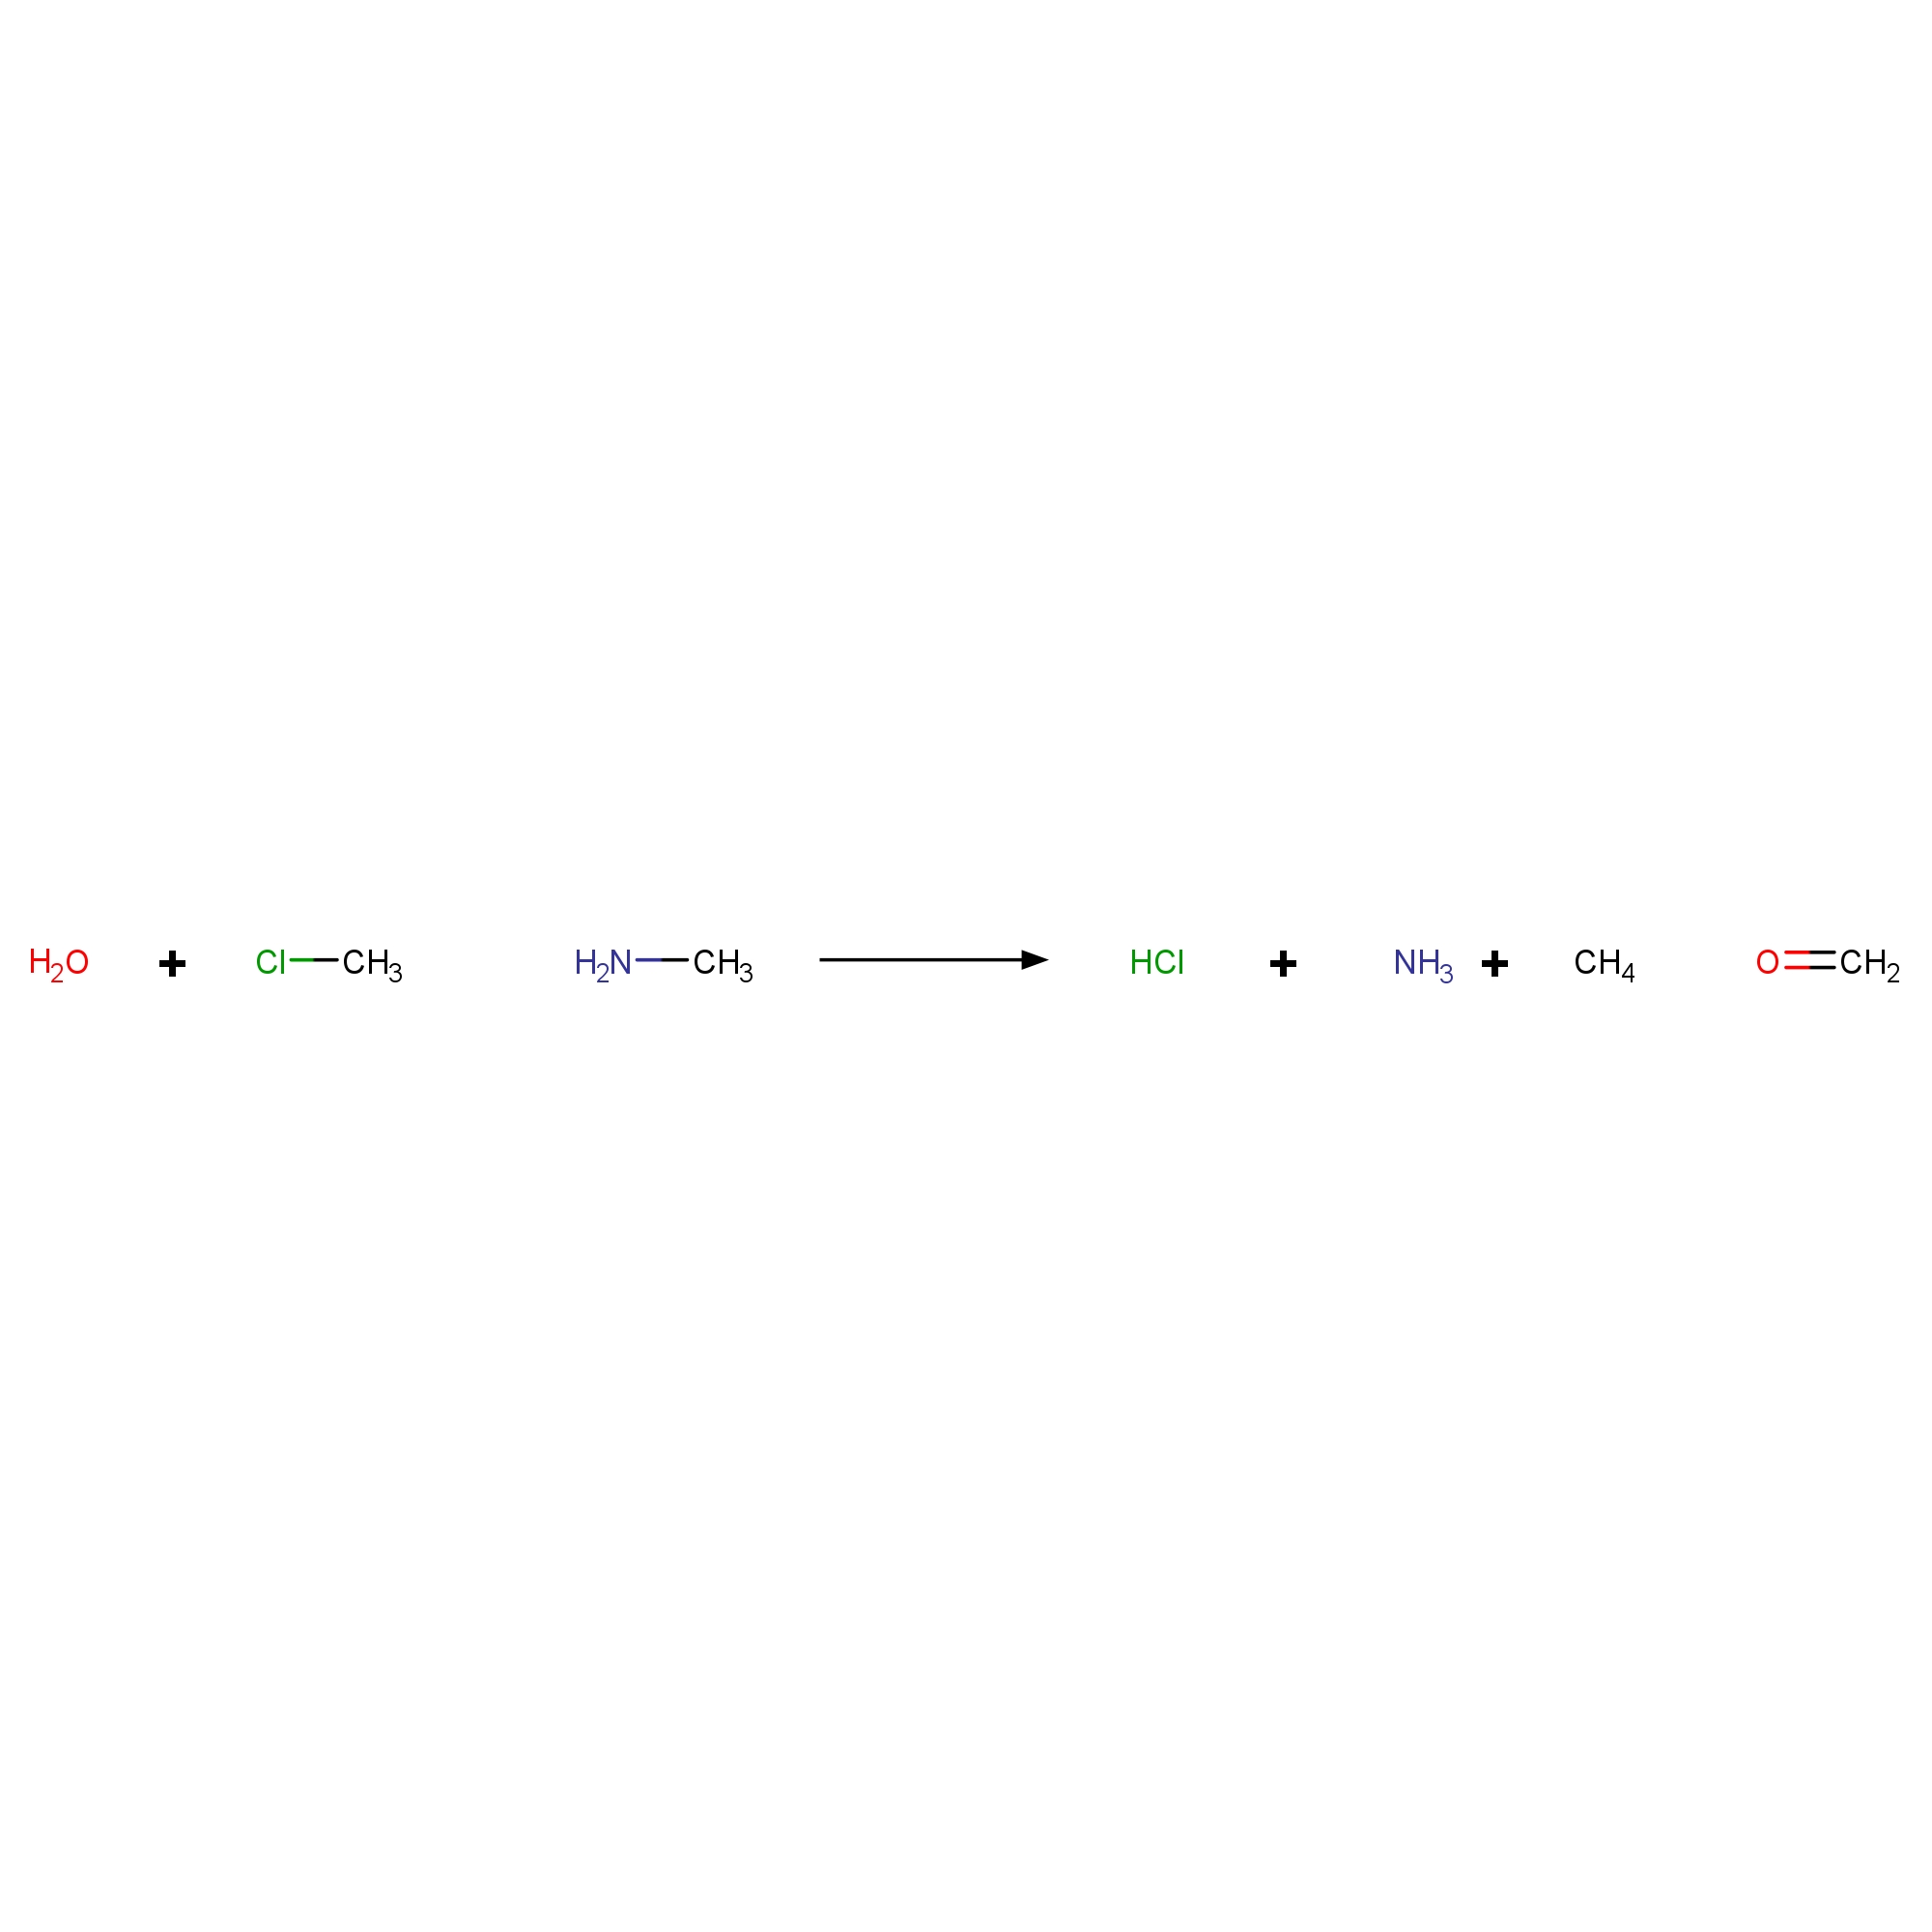 H2O + Cl—CH3 H2N—CH3 → HCl + NH3 + CH4 O=CH2